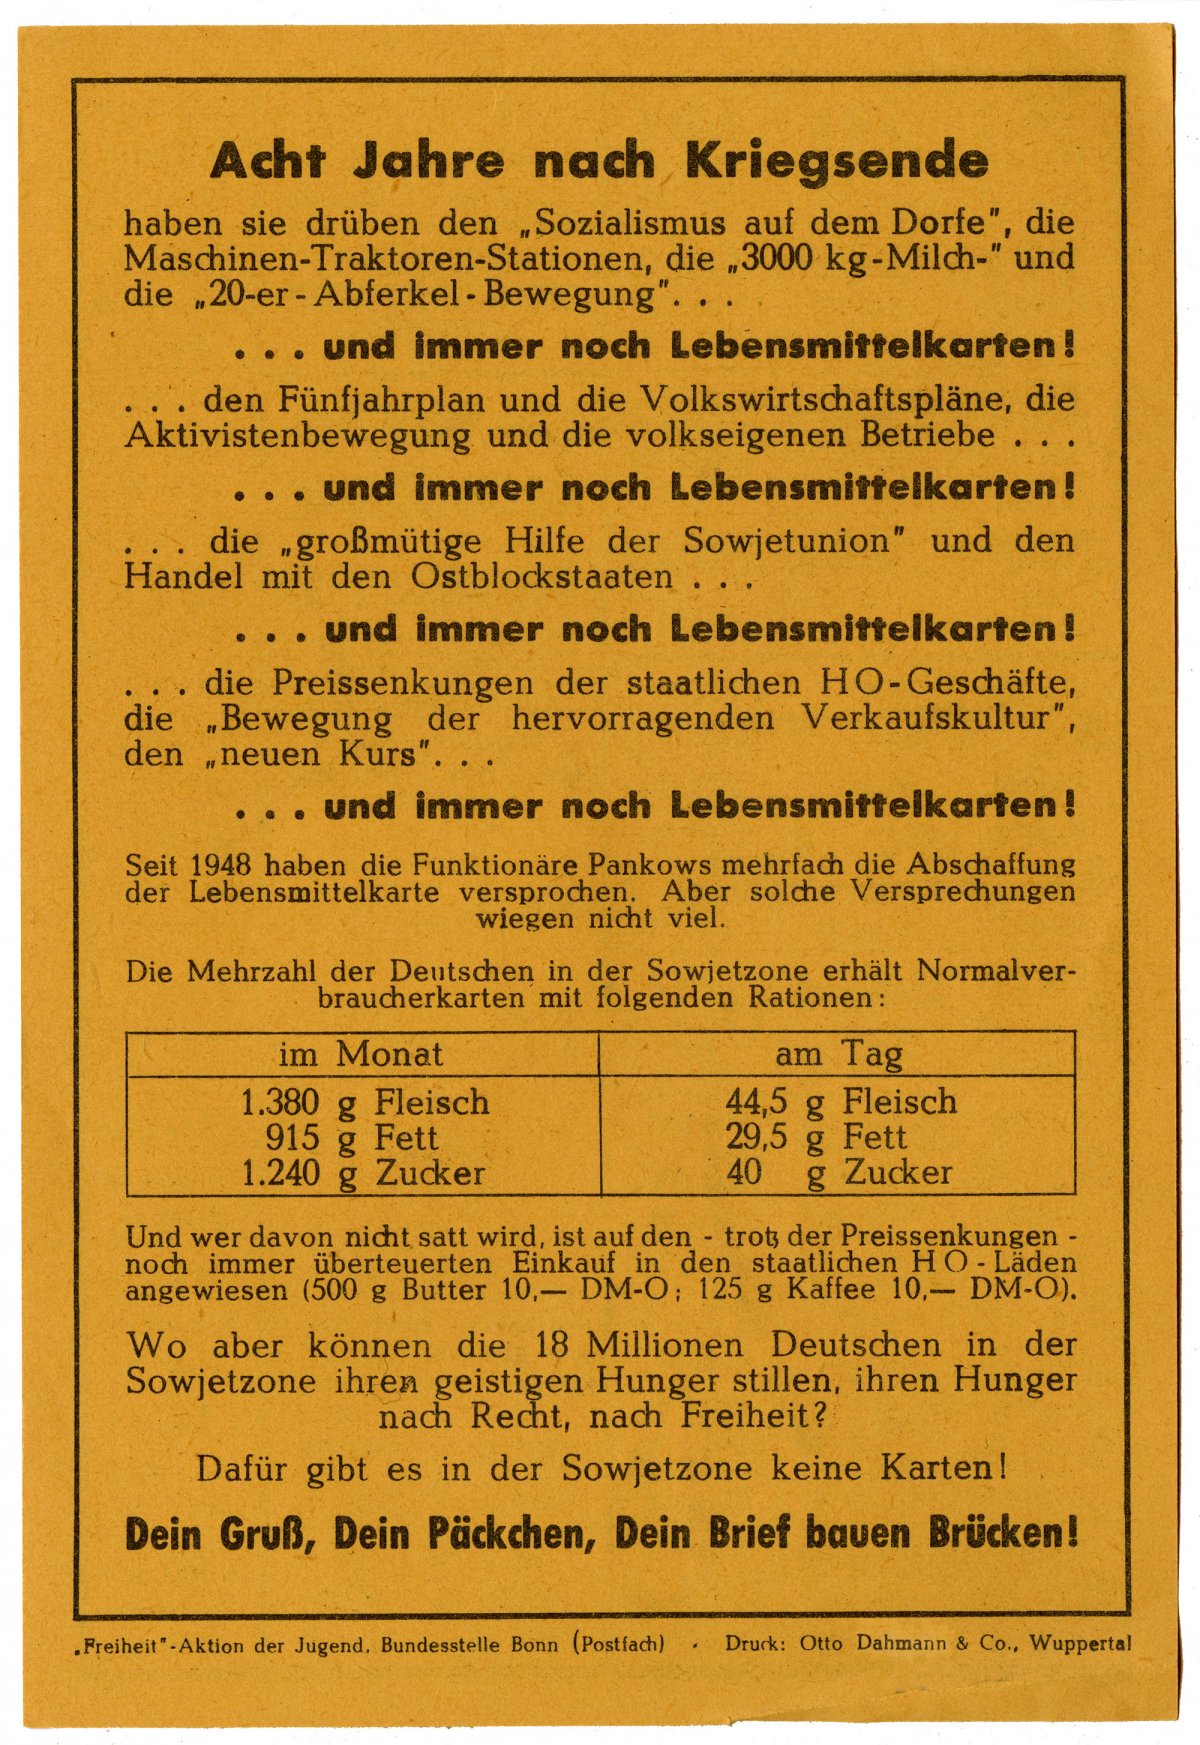 Acht Jahre nach Kriegsende
haben sie drüben den „Sozialismus auf dem Dorfe", die
Maschinen-Traktoren-Stationen, die „3000 kg-Milch-" und
die „20-er-Abferkel-Bewegung". . .
. . . und immer noch Lebensmittelkarten!
. . . den Fünfjahrplan und die Volkswirtschaftspläne, die
Aktivistenbewegung und die volkseigenen Betriebe . . .
. . . und immer noch Lebensmittelkarten!
. . . die „großmütige Hilfe der Sowjetunion" und den
Handel mit den Ostblockstaaten . . .
. . . und immer noch Lebensmittelkarten!
. . . die Preissenkungen der staatlichen HO-Geschäfte,
die „Bewegung der hervorragenden Verkaufskultur",
den „neuen Kurs". . .
. . . und immer noch Lebensmittelkarten!
Seit 1948 haben die Funktionäre Pankows mehrfach die Abschaffung
der Lebensmittelkarte versprochen. Aber solche Versprechungen
wiegen nicht viel.
Die Mehrzahl der Deutschen in der Sowjetzone erhält Normalver-
braucherkarten mit folgenden Rationen:
im Monat am Tag
1.380 g Fleisch 44,5 g Fleisch
915 g Fett 29,5 g Fett
1.240 g Zucker 40 g Zucker
Und wer davon nicht satt wird, ist auf den - trotz der Preissenkungen -
noch immer überteuerten Einkauf in den staatlichen HO-Läden
angewiesen (500 g Butter 10,— DM-O; 125 g Kaffee 10,— DM-O).
Wo aber können die 18 Millionen Deutschen in der
Sowjetzone ihren geistigen Hunger stillen, ihren Hunger
nach Recht, nach Freiheit?
Dafür gibt es in der Sowjetzone keine Karten!
Dein Gruß, Dein Päckchen, Dein Brief bauen Brücken!
„Freiheit"-Aktion der Jugend, Bundesstelle Bonn (Postfach) · Druck: Otto Dahmann & Co., Wuppertal